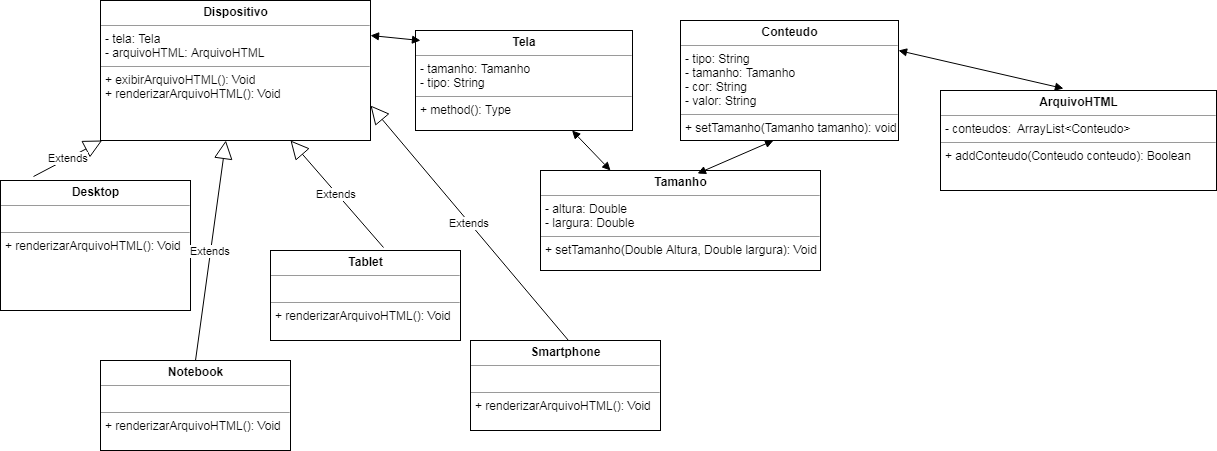 Dispositivo
- tela: Tela
- arquivoHTML: ArquivoHTML
+ exibirArquivoHTML(): Void
+ renderizarArquivoHTML(): Void
Tela
- tamanho: Tamanho
- tipo: String
+ method(): Type
Conteudo
- tipo: String
- tamanho: Tamanho
- cor: String
- valor: String
+ setTamanho(Tamanho tamanho): void
ArquivoHTML
- conteudos: ArrayList<Conteudo>
+ addConteudo(Conteudo conteudo): Boolean
Extends
Desktop
+ renderizarArquivoHTML(): Void
Extends
Extends
Extends
Tamanho
- altura: Double
- largura: Double
+ setTamanho(Double Altura, Double largura): Void
Tablet
+ renderizarArquivoHTML(): Void
Notebook
+ renderizarArquivoHTML(): Void
Smartphone
+ renderizarArquivoHTML(): Void